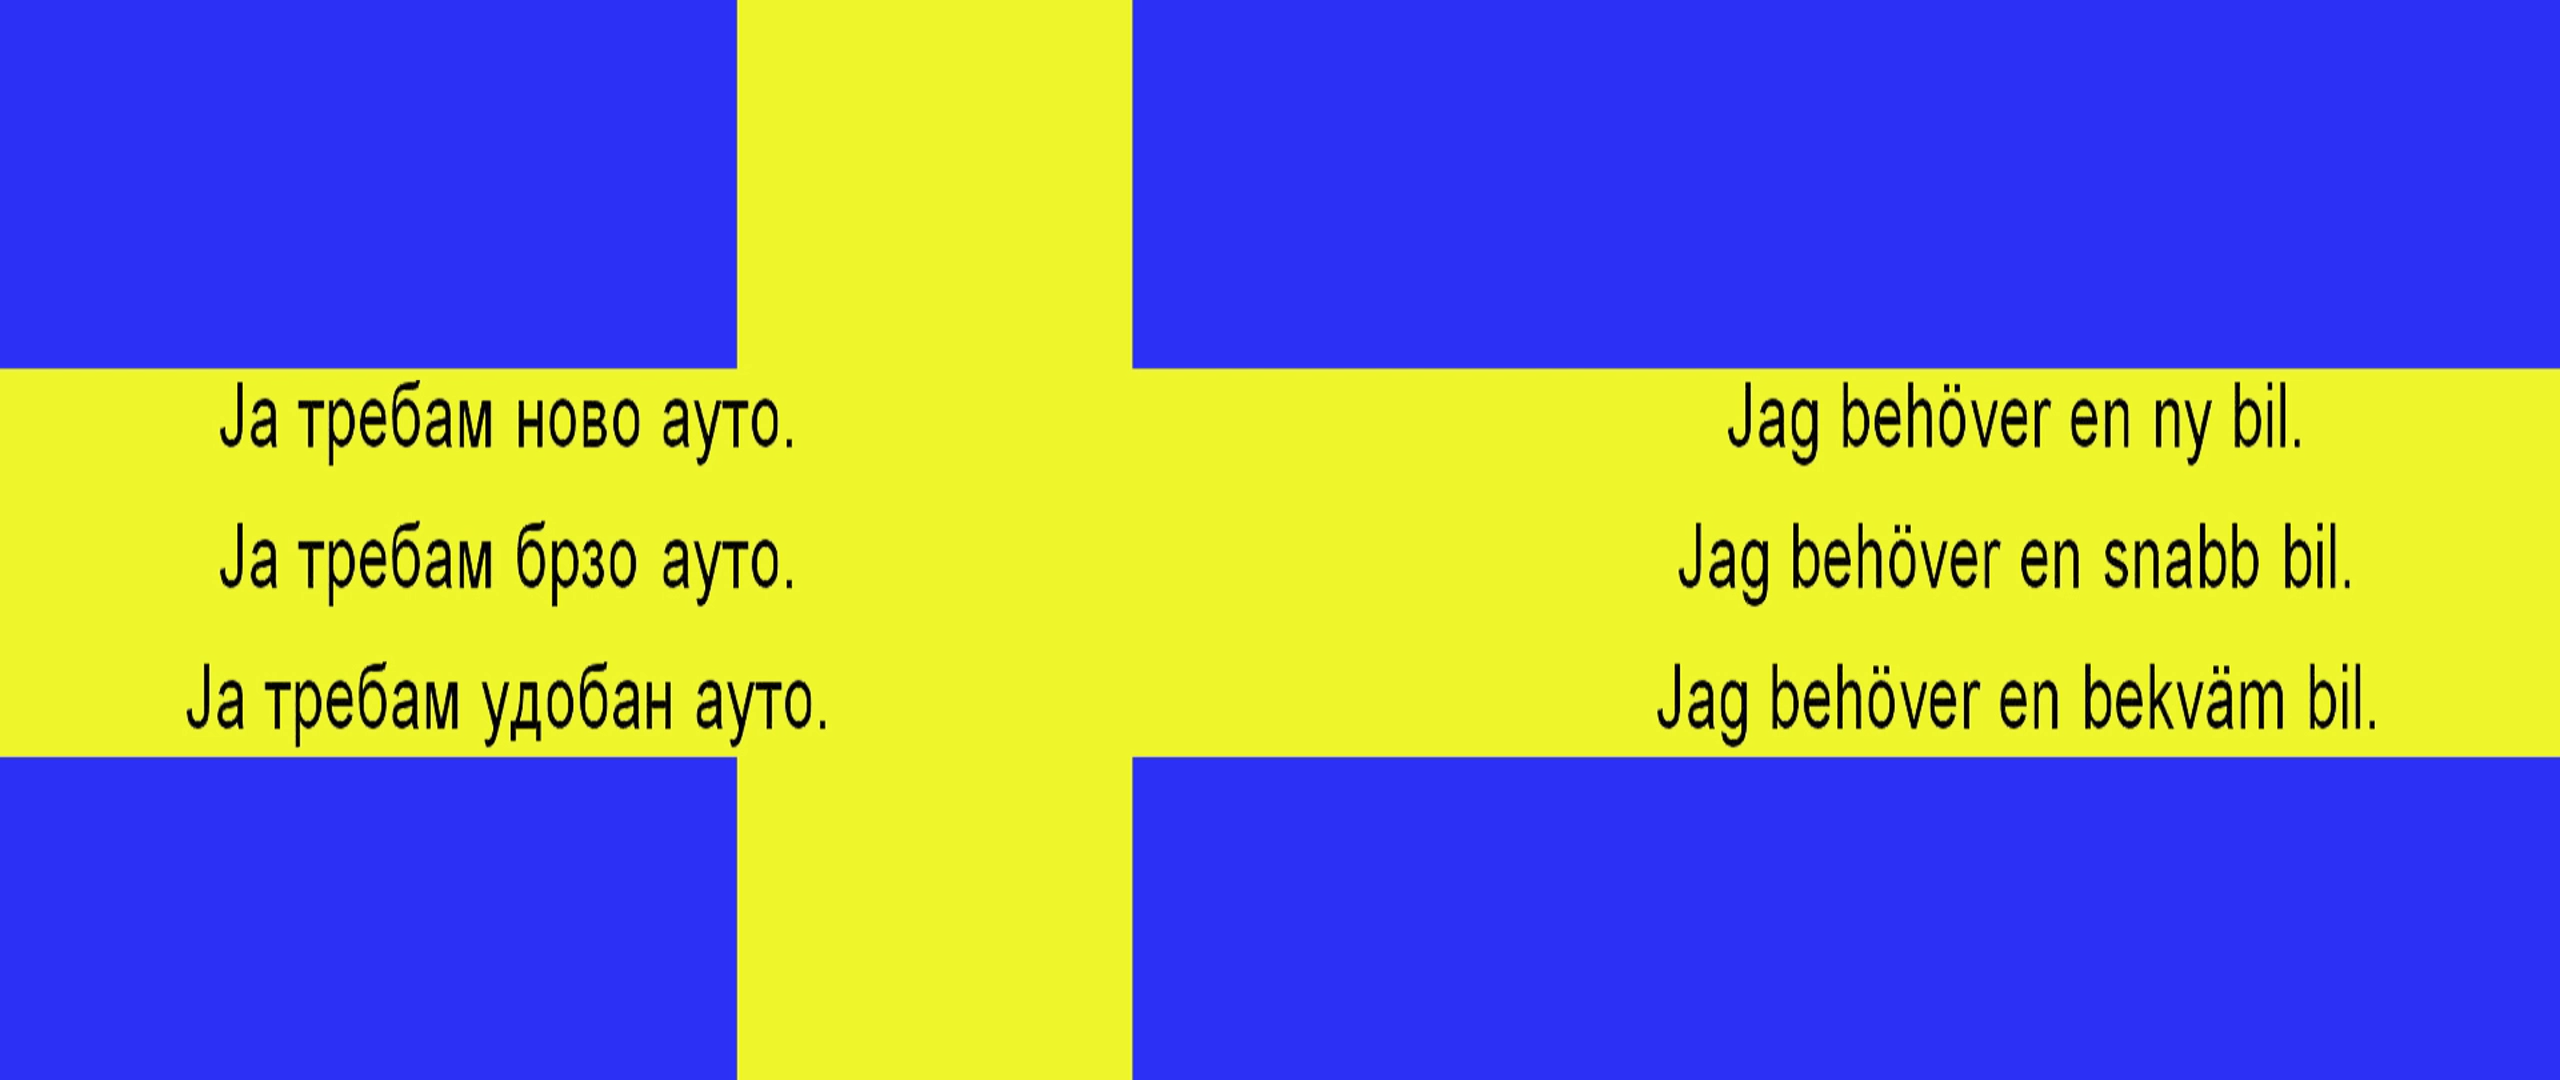 Ја требам ново ауто.
Ја требам брзо ауто.
Ја требам удобан ауто.
Jag behöver en ny bil.
Jag behöver en snabb bil.
Jag behöver en bekväm bil.